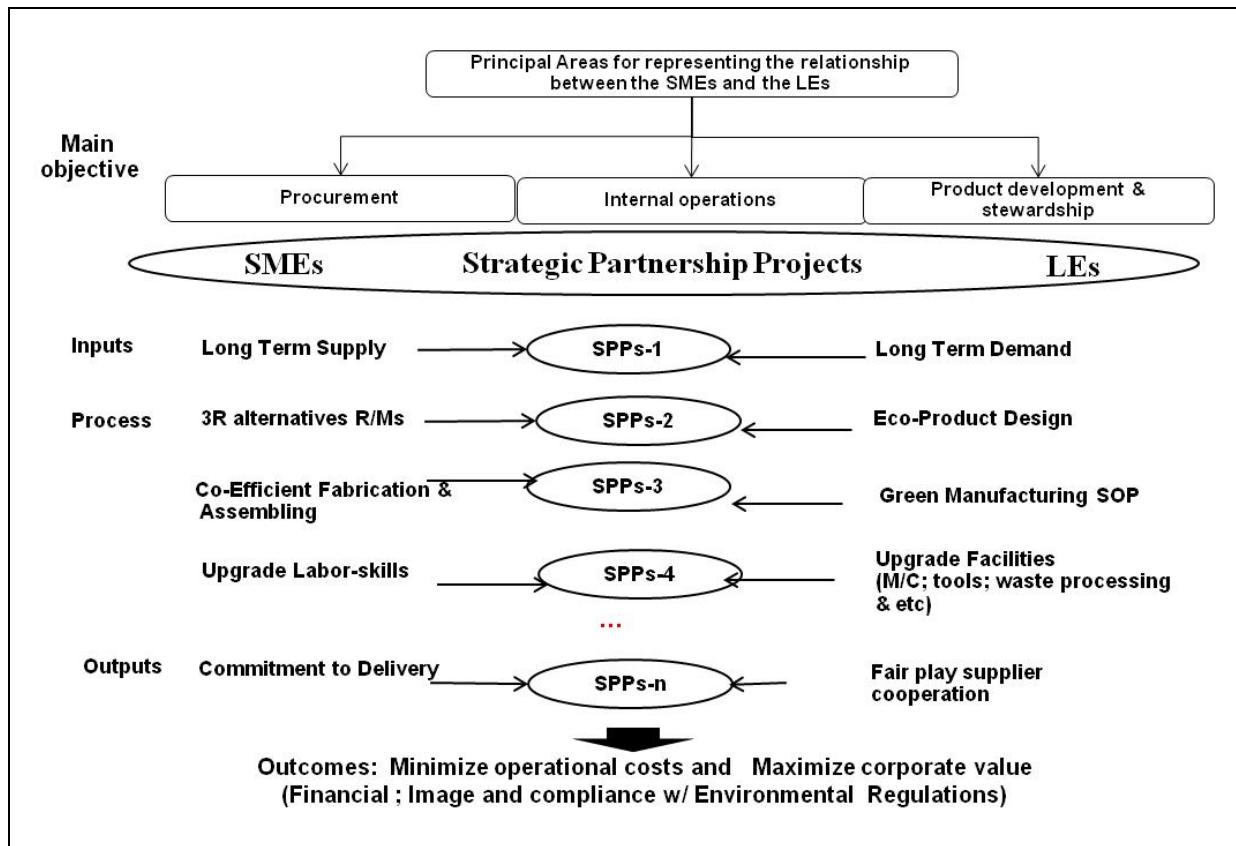 Principal Areas for representing the relationship
between the SMEs and the LEs
Main
objective
Procurement
Internal operations
Product development &
stewardship
SMEs
Strategic Partnership Projects
LEs
Inputs
Long Term Supply
SPPs-1
Long Term Demand
Process
3R alternatives R/Ms
SPPs-2
Eco-Product Design
Co-Efficient Fabrication &
Assembling
SPPs-3
Green Manufacturing SOP
Upgrade Labor-skills
SPPs-4
Upgrade Facilities
(M/C; tools; waste processing
& etc)
...
Outputs
Commitment to Delivery
SPPs-n
Fair play supplier
cooperation
Outcomes: Minimize operational costs and Maximize corporate value
(Financial ; Image and compliance w/ Environmental Regulations)